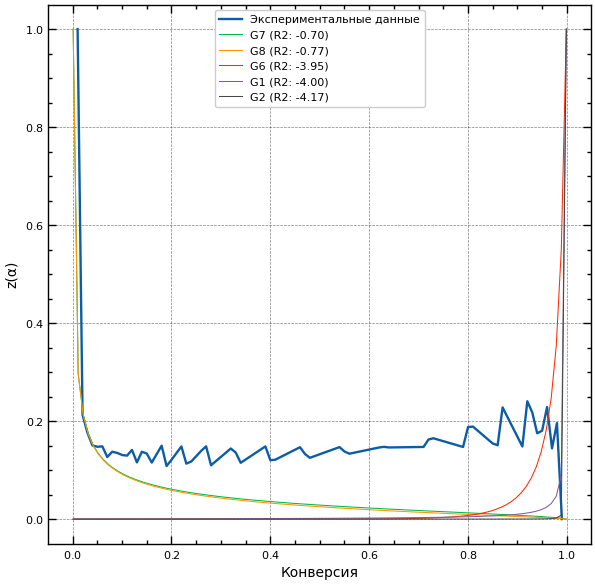 Экспериментальные данные
G7 (R2: -0.70)
G8 (R2: -0.77)
G6 (R2: -3.95)
G1 (R2: -4.00)
G2 (R2: -4.17)
1.0
0.8
0.6
0.4
0.2
0.0
z(α)
0.0 0.2 0.4 0.6 0.8 1.0
Конверсия